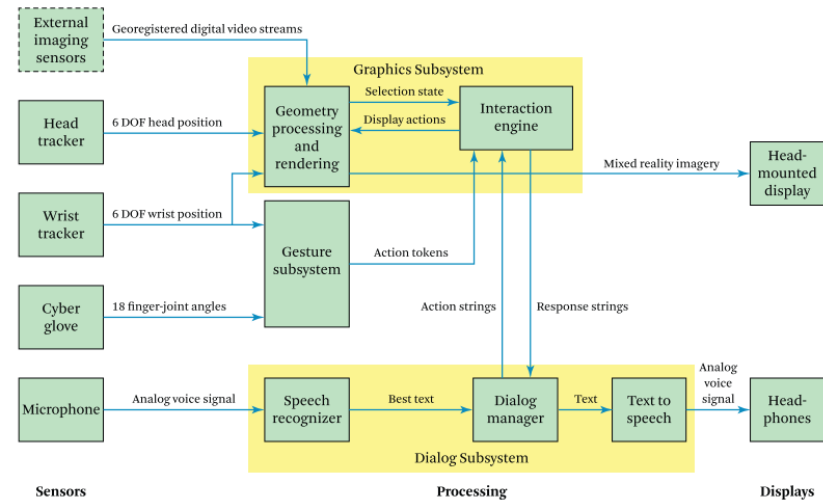 External
imaging
sensors
Georegistered digital video streams
Graphics Subsystem
Head
tracker
6 DOF head position
Geometry
processing
and
rendering
Selection state
Display actions
Interaction
engine
Mixed reality imagery
Head-
mounted
display
Wrist
tracker
6 DOF wrist position
Gesture
subsystem
Action tokens
Cyber
glove
18 finger-joint angles
Action strings
Response strings
Microphone
Analog voice signal
Speech
recognizer
Best text
Dialog
manager
Text
Text to
speech
Analog
voice
signal
Head-
phones
Dialog Subsystem
Sensors
Processing
Displays